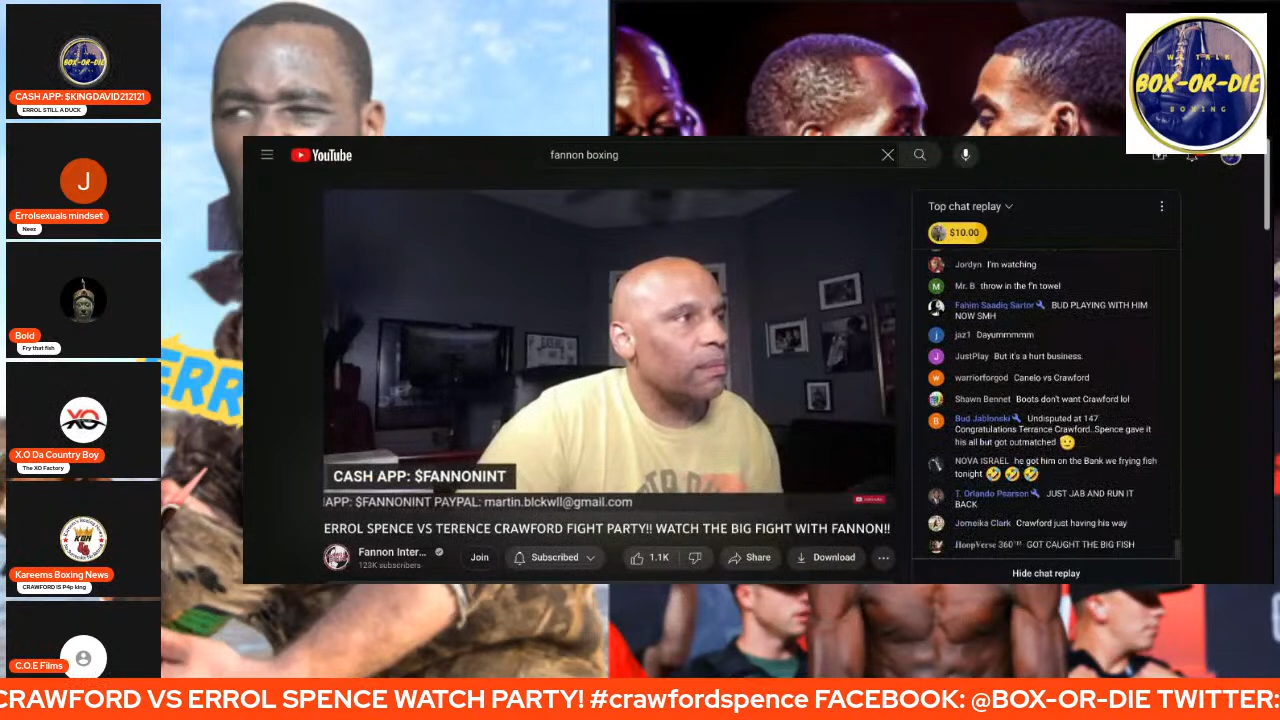 BOX-OR-DIE
CASH APP: $KINGDAVID212121
ERROL STILL A DUCK
J
Errolsexuals mindset
Neez
Bold
Fry that fish
XO
X.O Da Country Boy
The XO Factory
KBN
Kareems Boxing News
CRAWFORD IS P4p king
C.O.E Films
ERR
WE TALK
BOX-OR-DIE
BOXING
YouTube
fannon boxing
CASH APP: $FANNONINT
APP: $FANNONINT PAYPAL: martin.blckwll@gmail.com
ERROL SPENCE VS TERENCE CRAWFORD FIGHT PARTY!! WATCH THE BIG FIGHT WITH FANNON!!
Fannon Inter...
123K subscribers
Join
Subscribed
1.1K
Share
Download
Top chat replay
$10.00
Jordyn I'm watching
M
Mr. B throw in the f'n towel
Fahim Saadiq Sartor BUD PLAYING WITH HIM
NOW SMH
j
jaz1 Dayummmmm
J
JustPlay But it's a hurt business.
w
warriorforgod Canelo vs Crawford
Shawn Bennet Boots don't want Crawford lol
B
Bud Jablonski Undisputed at 147
Congratulations Terrance Crawford..Spence gave it
his all but got outmatched
NOVA ISRAEL he got him on the Bank we frying fish
tonight
T. Orlando Pearson JUST JAB AND RUN IT
BACK
Jomeika Clark Crawford just having his way
HoopVerse 360™ GOT CAUGHT THE BIG FISH
Hide chat replay
CRAWFORD VS ERROL SPENCE WATCH PARTY! #crawfordspence FACEBOOK: @BOX-OR-DIE TWITTER: